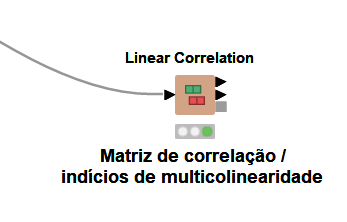 Linear Correlation
Matriz de correlação /
indícios de multicolinearidade